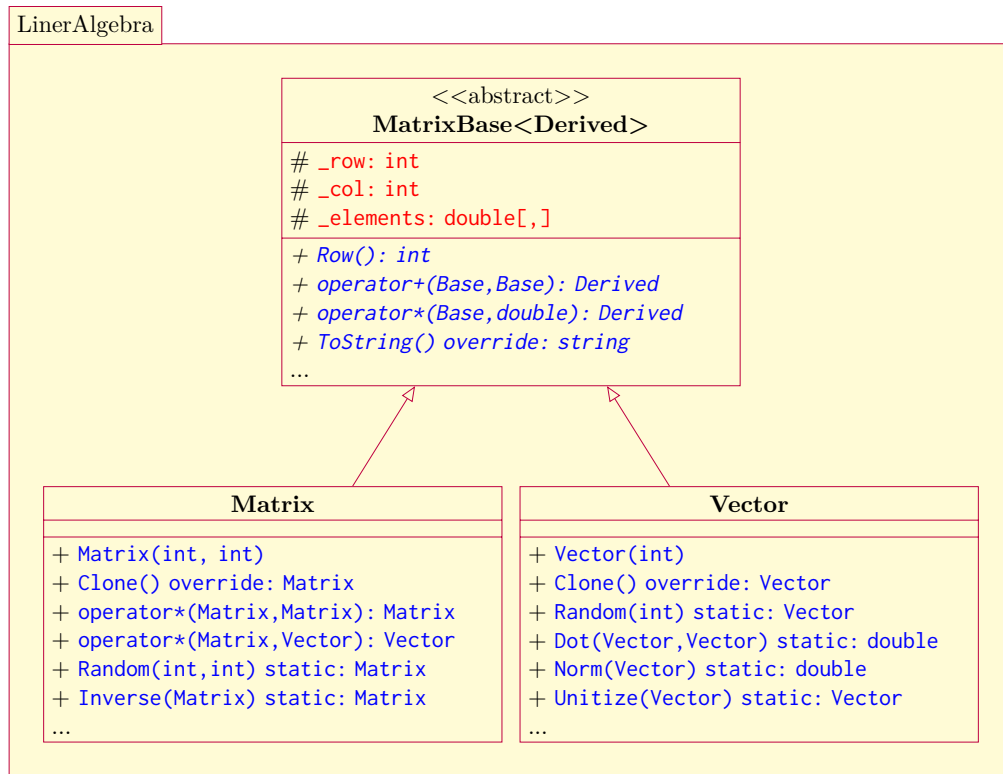 LinerAlgebra
<<abstract>>
MatrixBase<Derived>
# _row: int
# _col: int
# _elements: double[,]
+ Row(): int
+ operator+(Base,Base): Derived
+ operator*(Base,double): Derived
+ ToString() override: string
...
Matrix
+ Matrix(int, int)
+ Clone() override: Matrix
+ operator*(Matrix,Matrix): Matrix
+ operator*(Matrix,Vector): Vector
+ Random(int,int) static: Matrix
+ Inverse(Matrix) static: Matrix
...
Vector
+ Vector(int)
+ Clone() override: Vector
+ Random(int) static: Vector
+ Dot(Vector,Vector) static: double
+ Norm(Vector) static: double
+ Unitize(Vector) static: Vector
...